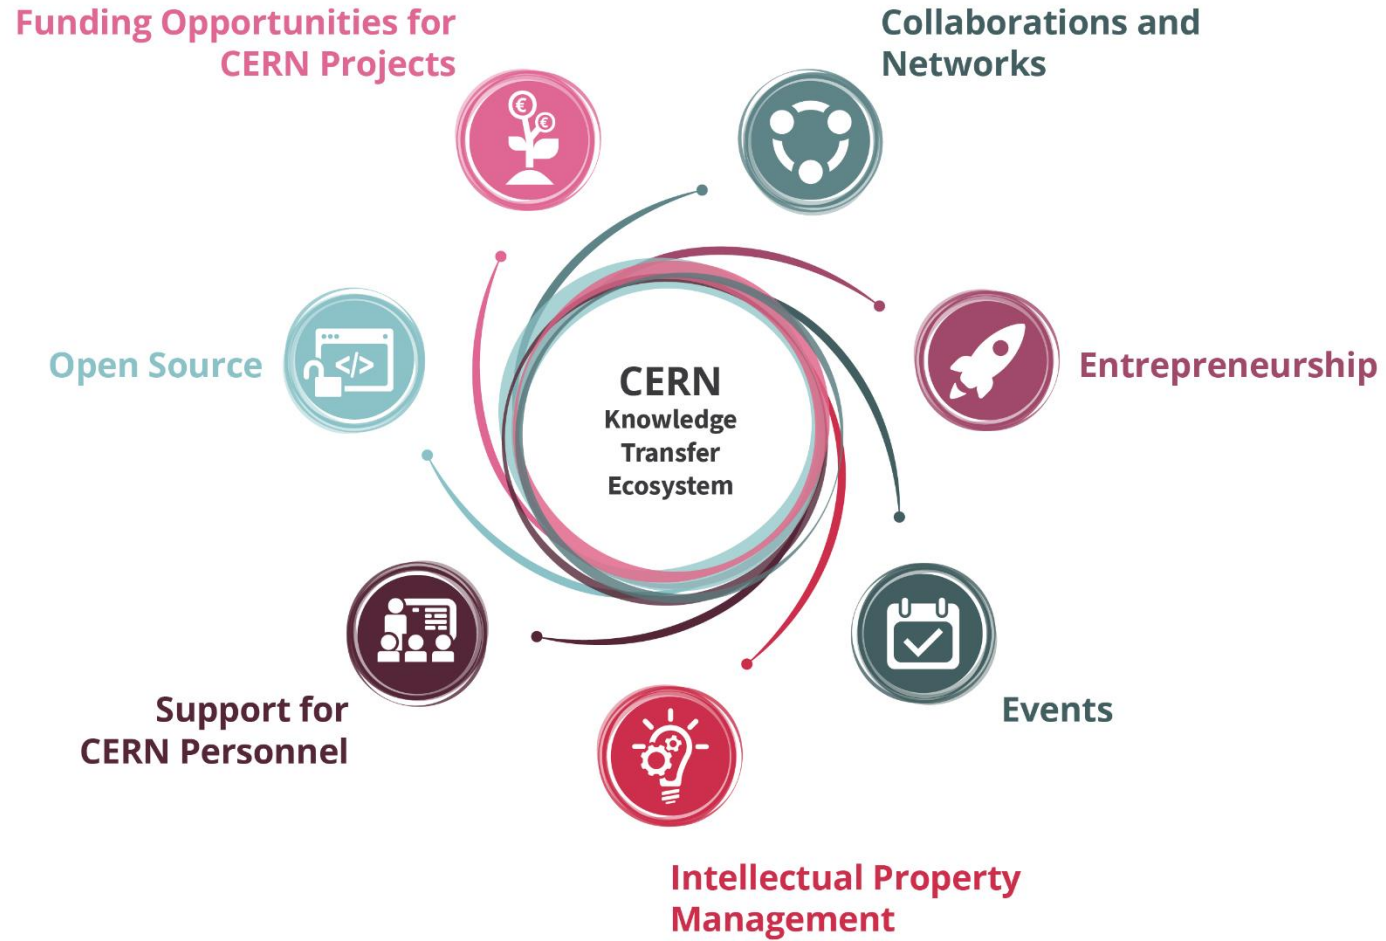 Funding Opportunities for
CERN Projects
Collaborations and
Networks
€
€
Open Source
</>
CERN
Knowledge
Transfer
Ecosystem
Entrepreneurship
Support for
CERN Personnel
Events
Intellectual Property
Management